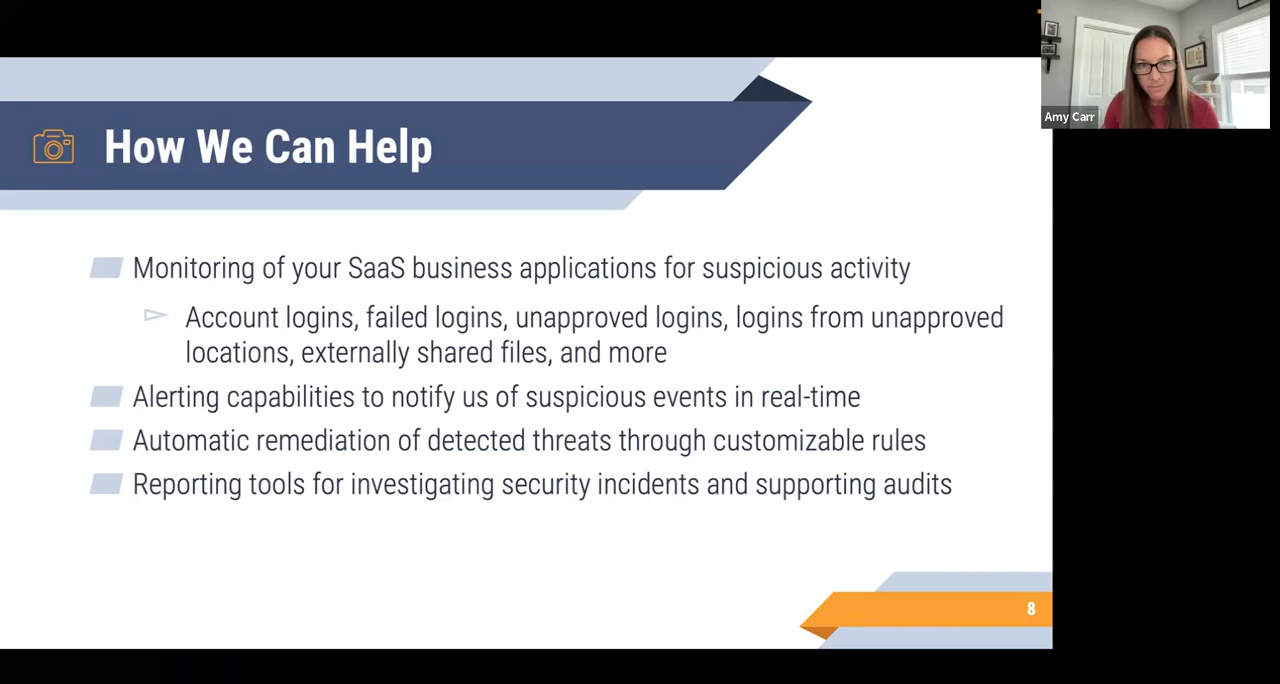 Amy Carr
How We Can Help
Monitoring of your SaaS business applications for suspicious activity
Account logins, failed logins, unapproved logins, logins from unapproved
locations, externally shared files, and more
Alerting capabilities to notify us of suspicious events in real-time
Automatic remediation of detected threats through customizable rules
Reporting tools for investigating security incidents and supporting audits
8